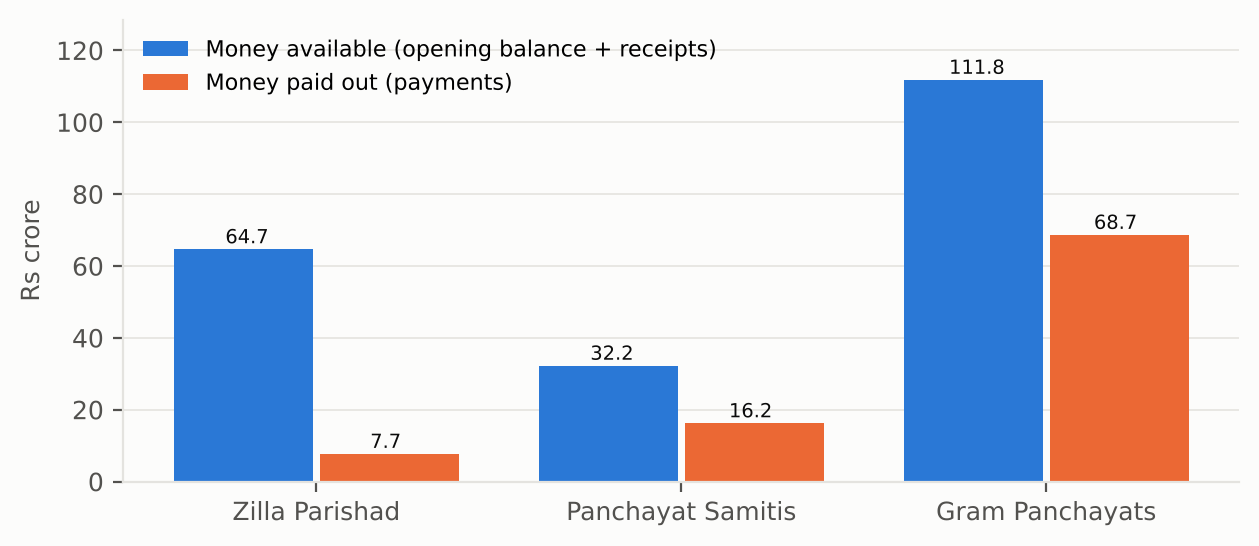 Money available (opening balance + receipts)
Money paid out (payments)
Rs crore
120
100
80
60
40
20
0
64.7
7.7
32.2
16.2
111.8
68.7
Zilla Parishad
Panchayat Samitis
Gram Panchayats